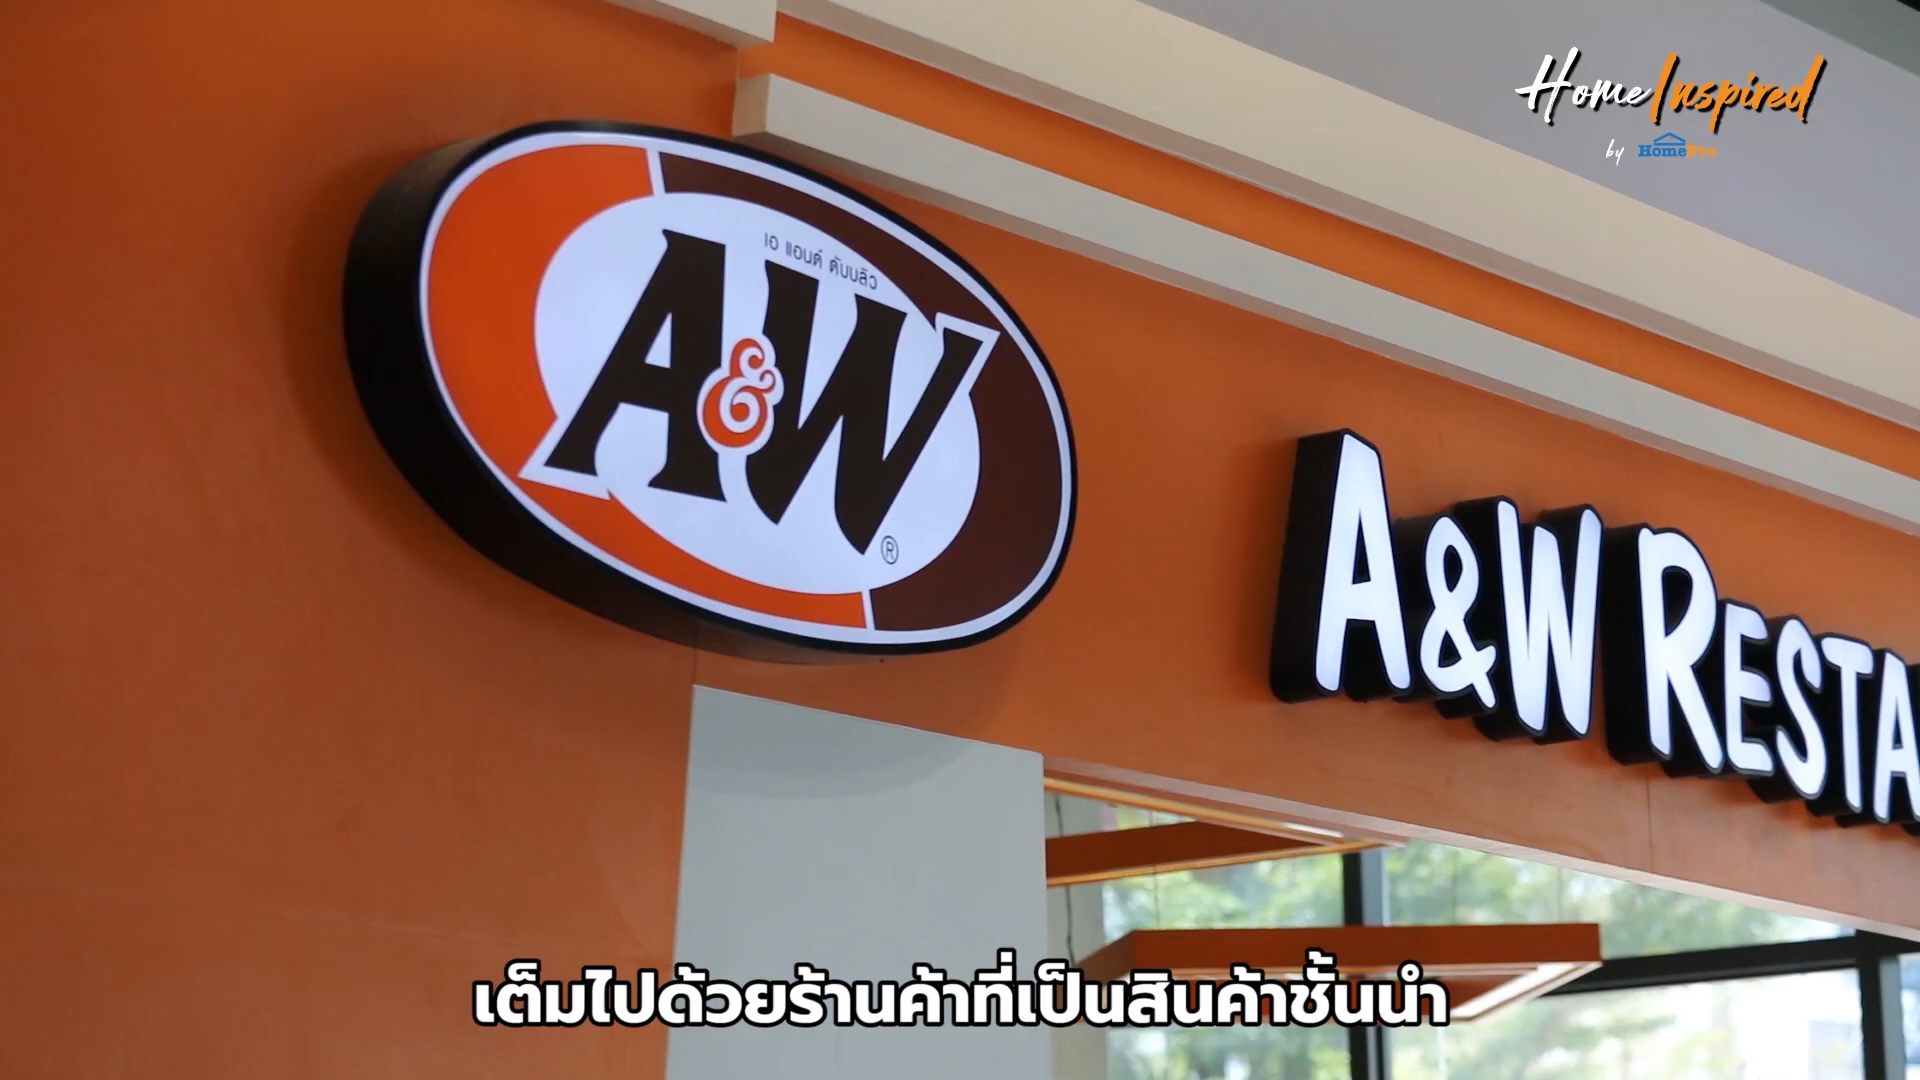 HomeInspired
by HomePro
เอ แอนด์ ดับบลิว
A&W
®
A&W RESTA
เต็มไปด้วยร้านค้าที่เป็นสินค้าชั้นนำ